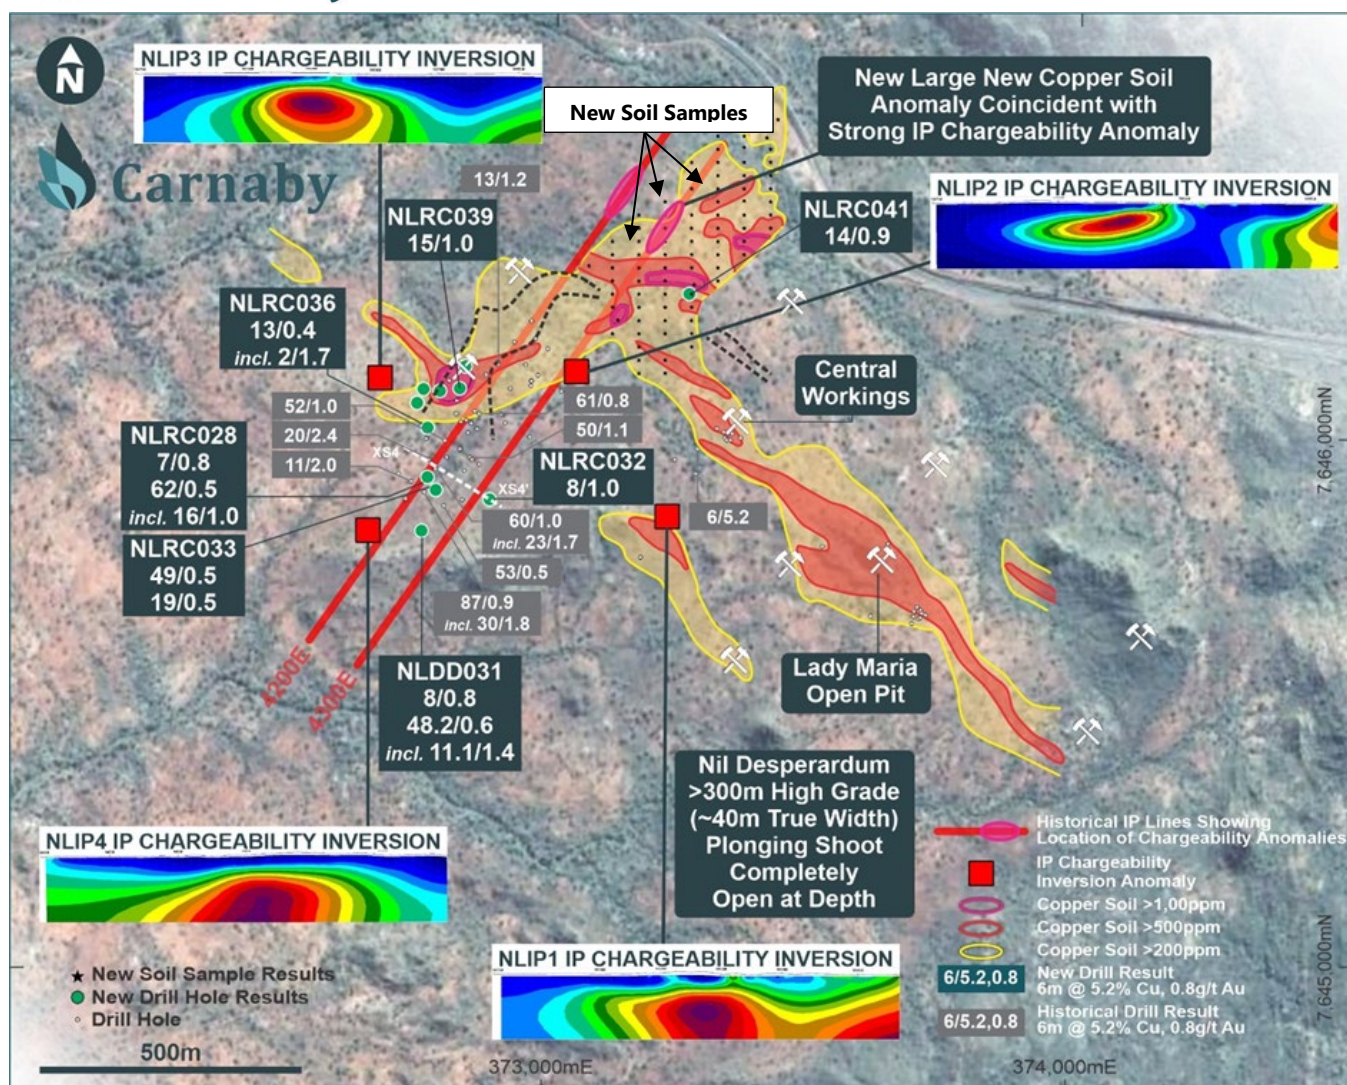 N
NLIP3 IP CHARGEABILITY INVERSION
New Soil Samples
New Large New Copper Soil
Anomaly Coincident with
Strong IP Chargeability Anomaly
Carnaby
13/1.2
NLRC039
15/1.0
NLRC041
14/0.9
NLIP2 IP CHARGEABILITY INVERSION
NLRC036
13/0.4
incl. 2/1.7
Central
Workings
52/1.0
20/2.4
11/2.0
61/0.8
50/1.1
NLRC028
7/0.8
62/0.5
incl. 16/1.0
NLRC033
49/0.5
19/0.5
XS4
XS4'
NLRC032
8/1.0
6/5.2
60/1.0
incl. 23/1.7
53/0.5
87/0.9
incl. 30/1.8
7,646,000mN
4200E
4300E
NLDD031
8/0.8
48.2/0.6
incl. 11.1/1.4
Lady Maria
Open Pit
Nil Desperardum
>300m High Grade
(~40m True Width)
Plonging Shoot
Completely
Open at Depth
NLIP4 IP CHARGEABILITY INVERSION
NLIP1 IP CHARGEABILITY INVERSION
Historical IP Lines Showing
Location of Chargeability Anomalies
IP Chargeability
Inversion Anomaly
Copper Soil >1,00ppm
Copper Soil >500ppm
Copper Soil >200ppm
6/5.2,0.8 New Drill Result
6m @ 5.2% Cu, 0.8g/t Au
6/5.2,0.8 Historical Drill Result
6m @ 5.2% Cu, 0.8g/t Au
New Soil Sample Results
New Drill Hole Results
Drill Hole
500m
373,000mE
374,000mE
7,645,000mN